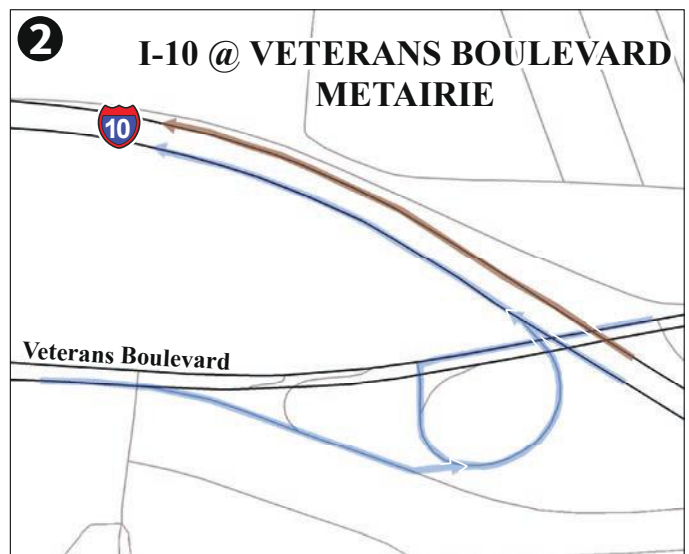 2
I-10 @ VETERANS BOULEVARD
METAIRIE
10
Veterans Boulevard